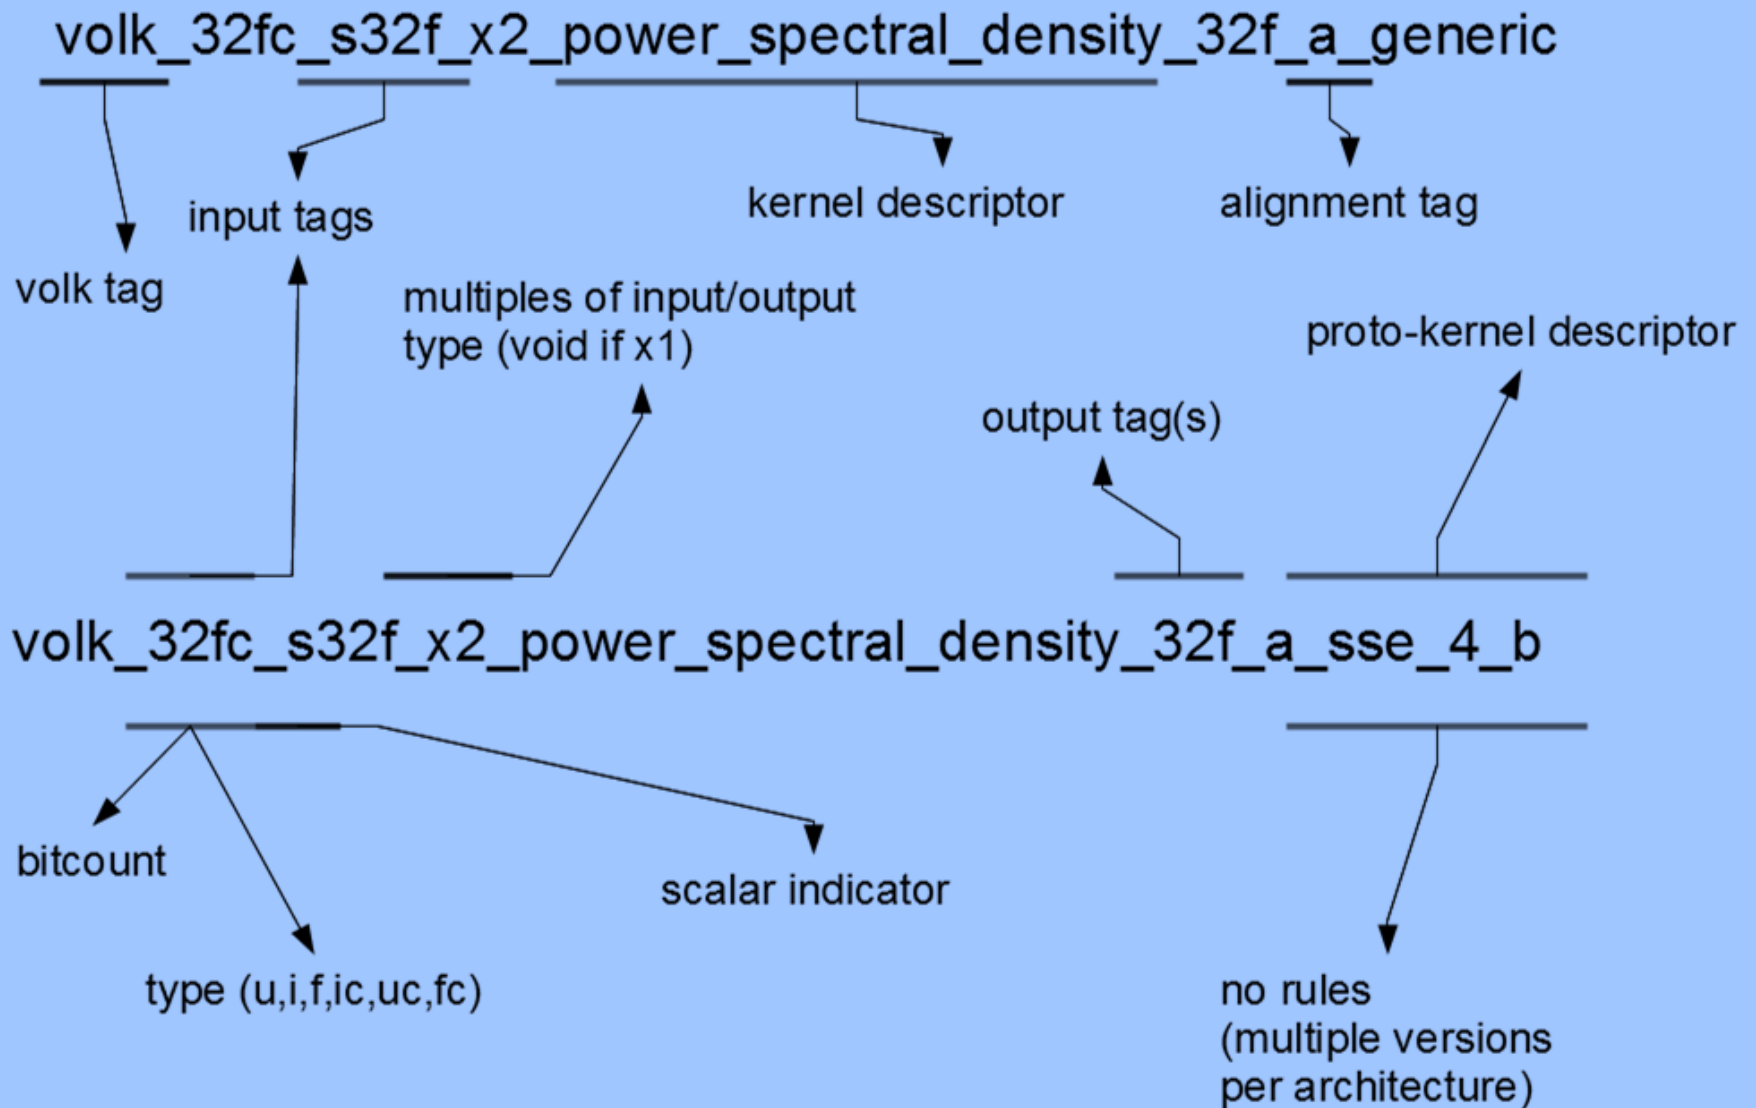 volk_32fc_s32f_x2_power_spectral_density_32f_a_generic
input tags
kernel descriptor
alignment tag
volk tag
multiples of input/output
type (void if x1)
proto-kernel descriptor
output tag(s)
volk_32fc_s32f_x2_power_spectral_density_32f_a_sse_4_b
bitcount
scalar indicator
type (u,i,f,ic,uc,fc)
no rules
(multiple versions
per architecture)